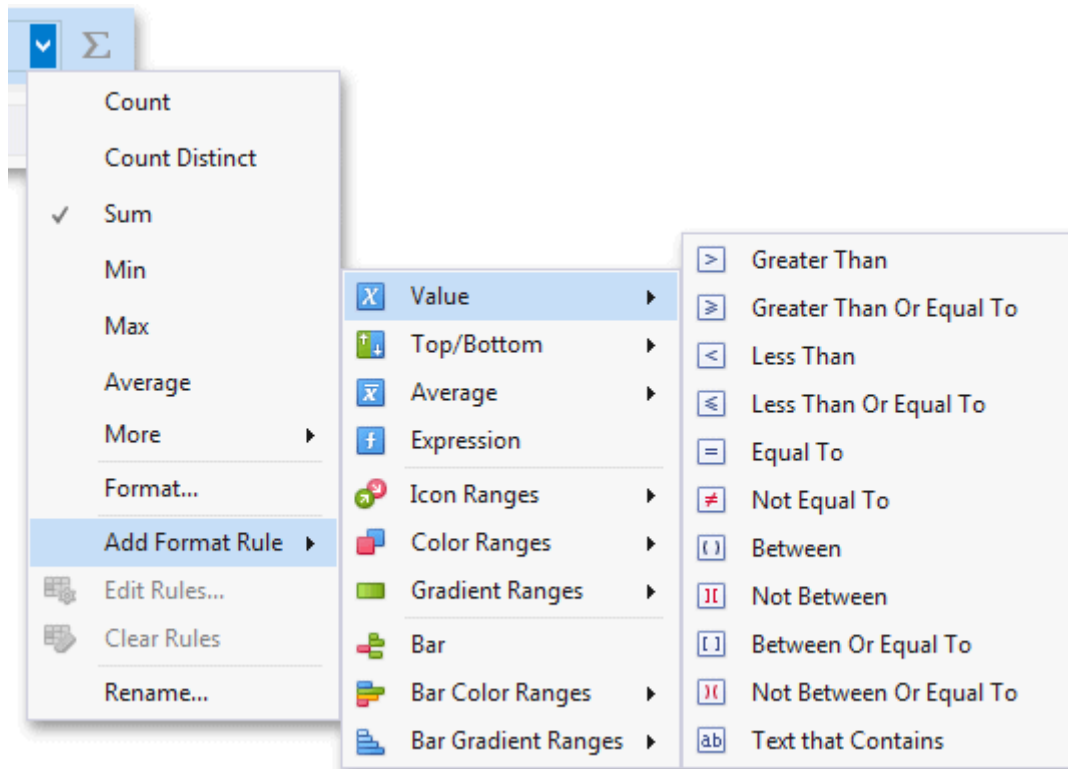 Σ
Count
Count Distinct
Sum
Min
Max
Average
More
Format...
Add Format Rule
Edit Rules...
Clear Rules
Rename...
Value
Top/Bottom
Average
Expression
Icon Ranges
Color Ranges
Gradient Ranges
Bar
Bar Color Ranges
Bar Gradient Ranges
Greater Than
Greater Than Or Equal To
Less Than
Less Than Or Equal To
Equal To
Not Equal To
Between
Not Between
Between Or Equal To
Not Between Or Equal To
Text that Contains